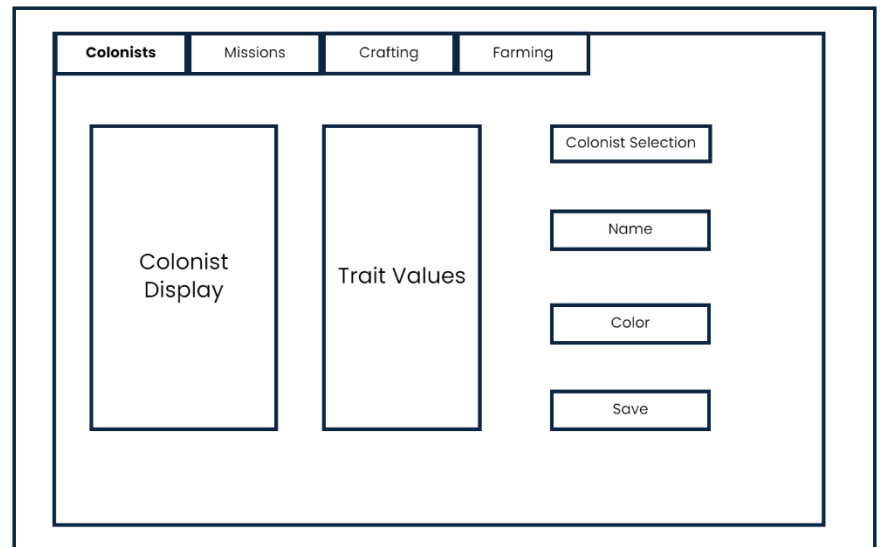 Colonists
Missions
Crafting
Farming
Colonist
Display
Trait Values
Colonist Selection
Name
Color
Save